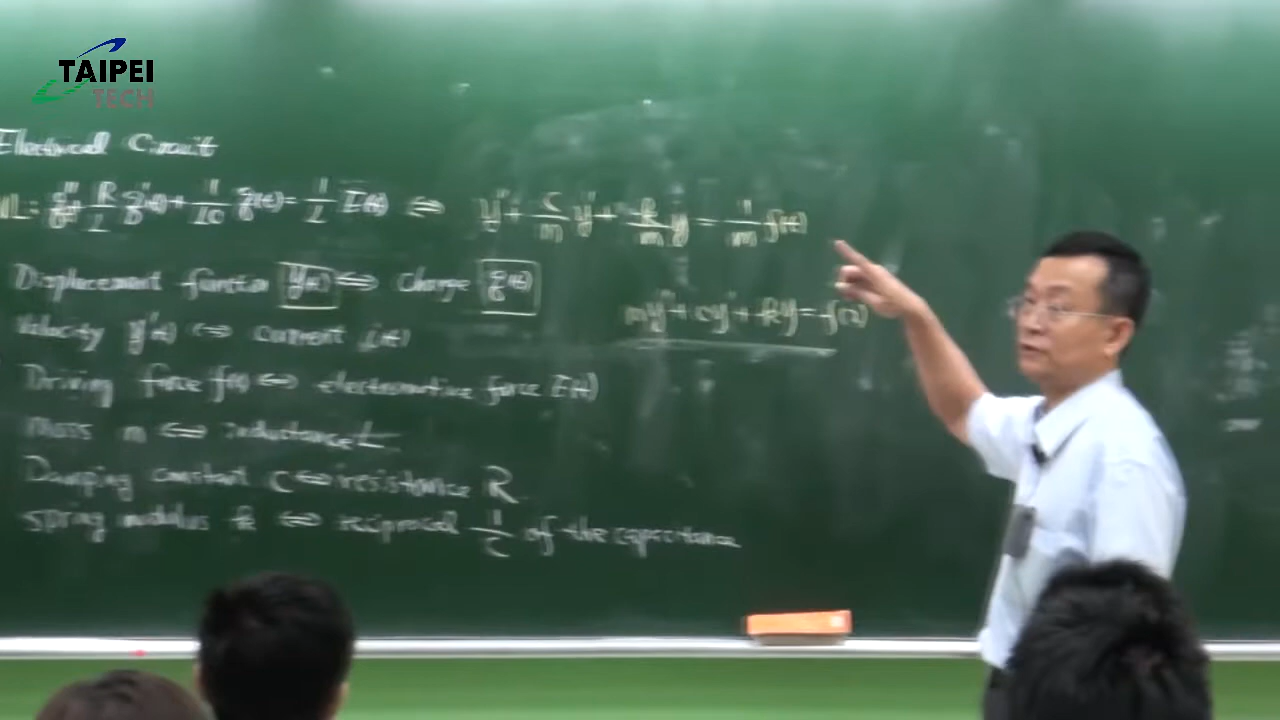 TAIPEI
TECH
Electrical Circuit
VL: q''(t) + R/L q'(t) + 1/LC q(t) = 1/L E(t) ⇔ y'' + c/m y' + k/m y = 1/m f(t)
Displacement function y(t) ⇔ Charge q(t)
my'' + cy' + ky = f(t)
Velocity y'(t) ⇔ current i(t)
Driving force f(t) ⇔ electromotive force E(t)
Mass m ⇔ inductance L
Damping constant c ⇔ resistance R
spring modulus k ⇔ reciprocal 1/C of the capacitance